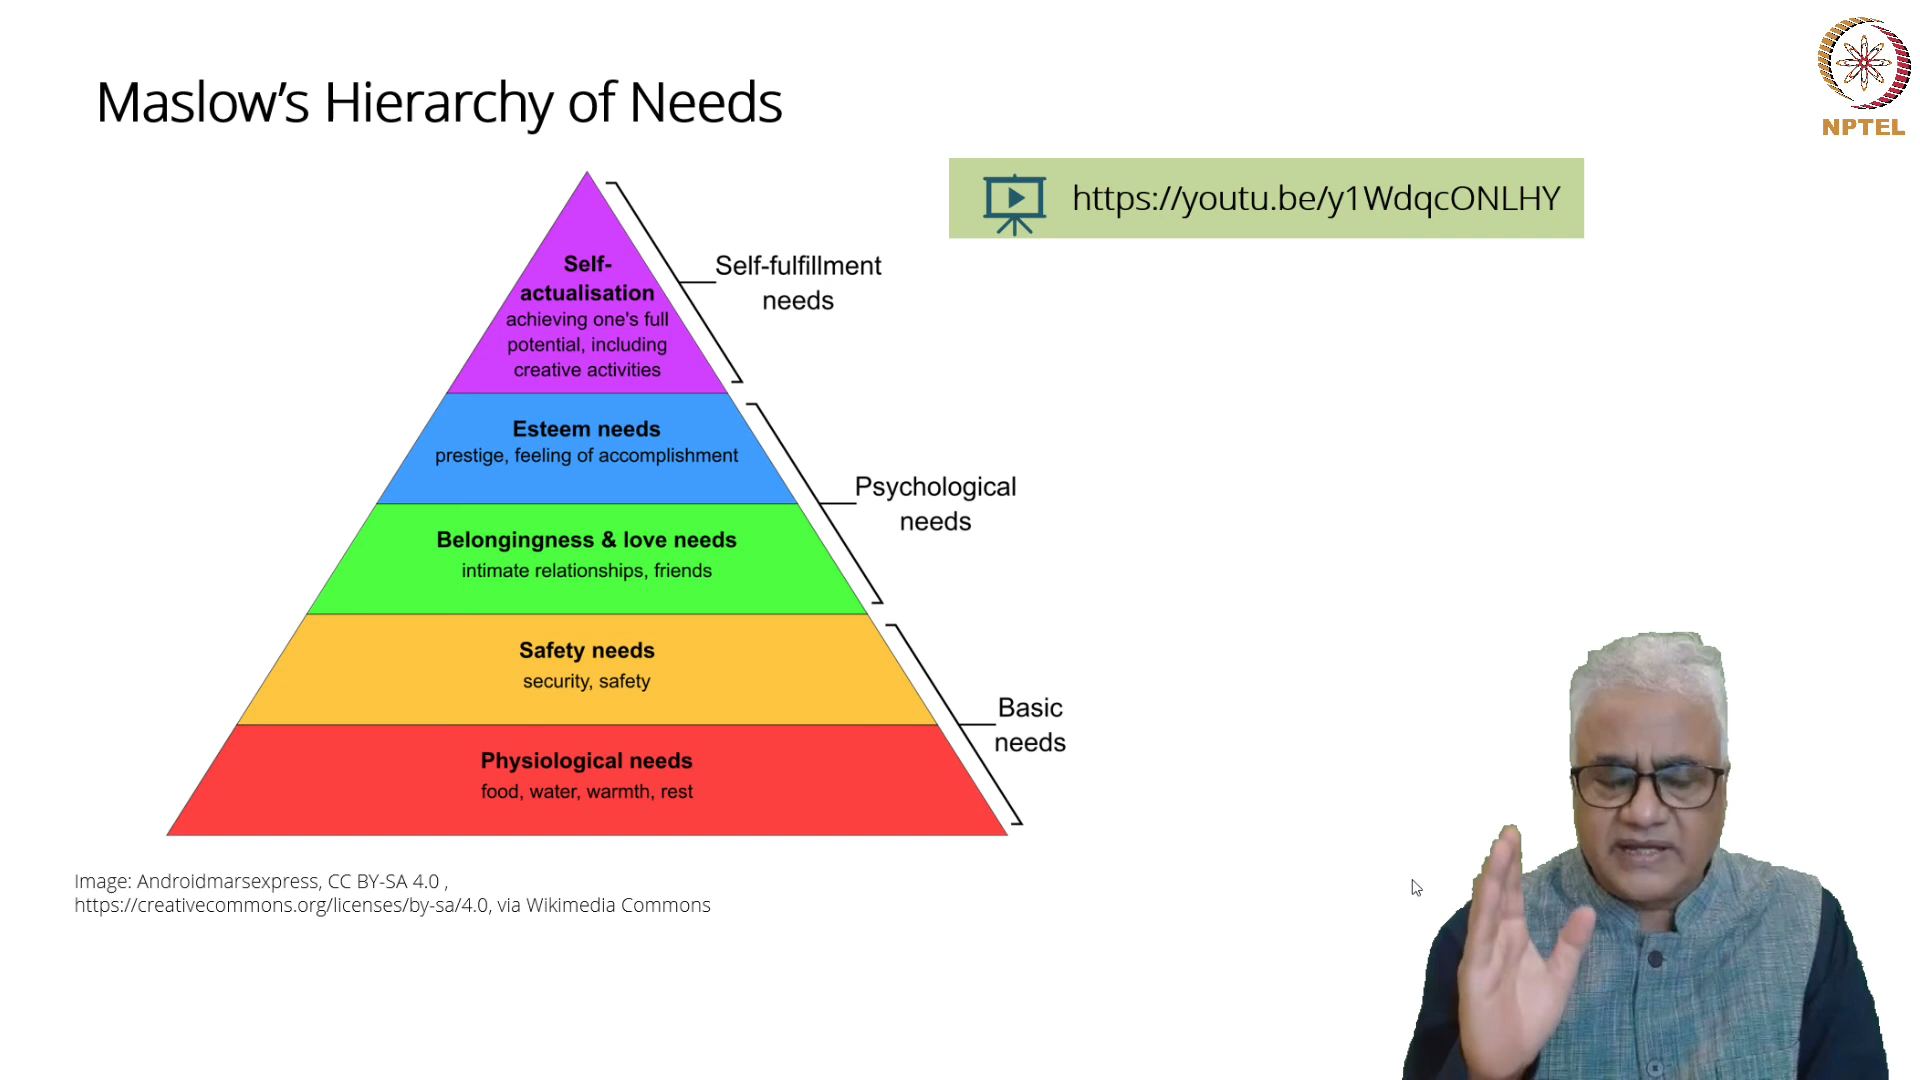 Maslow’s Hierarchy of Needs
NPTEL
https://youtu.be/y1WdqcONLHY
Self-
actualisation
achieving one's full
potential, including
creative activities
Self-fulfillment
needs
Esteem needs
prestige, feeling of accomplishment
Psychological
needs
Belongingness & love needs
intimate relationships, friends
Safety needs
security, safety
Basic
needs
Physiological needs
food, water, warmth, rest
Image: Androidmarsexpress, CC BY-SA 4.0 ,
https://creativecommons.org/licenses/by-sa/4.0, via Wikimedia Commons